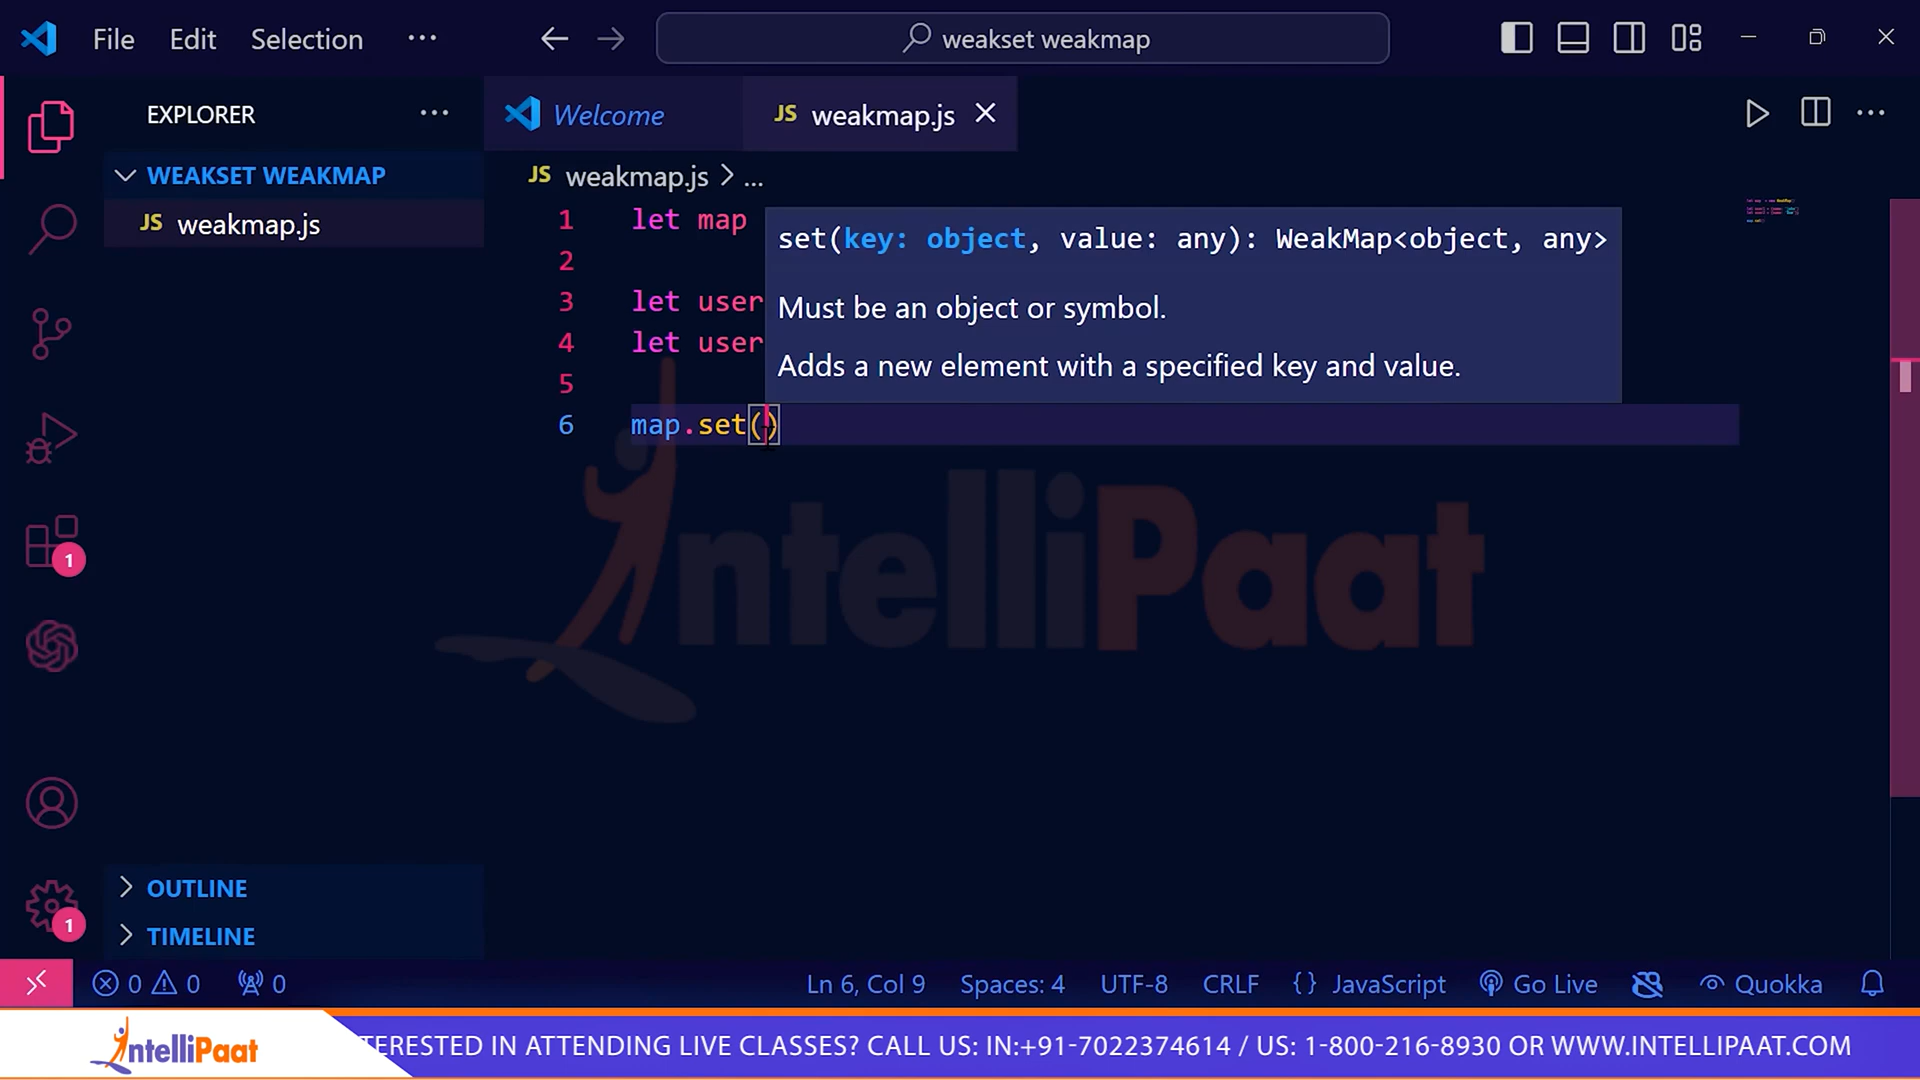 File Edit Selection ...
weakset weakmap
EXPLORER ...
Welcome
JS weakmap.js
WEAKSET WEAKMAP
JS weakmap.js
JS weakmap.js > ...
1 let map
2
3 let user
4 let user
5
6 map.set()
set(key: object, value: any): WeakMap<object, any>
Must be an object or symbol.
Adds a new element with a specified key and value.
IntelliPaat
1
OUTLINE
TIMELINE
1
0 0 0
Ln 6, Col 9 Spaces: 4 UTF-8 CRLF {} JavaScript Go Live Quokka
IntelliPaat
TERESTED IN ATTENDING LIVE CLASSES? CALL US: IN:+91-7022374614 / US: 1-800-216-8930 OR WWW.INTELLIPAAT.COM